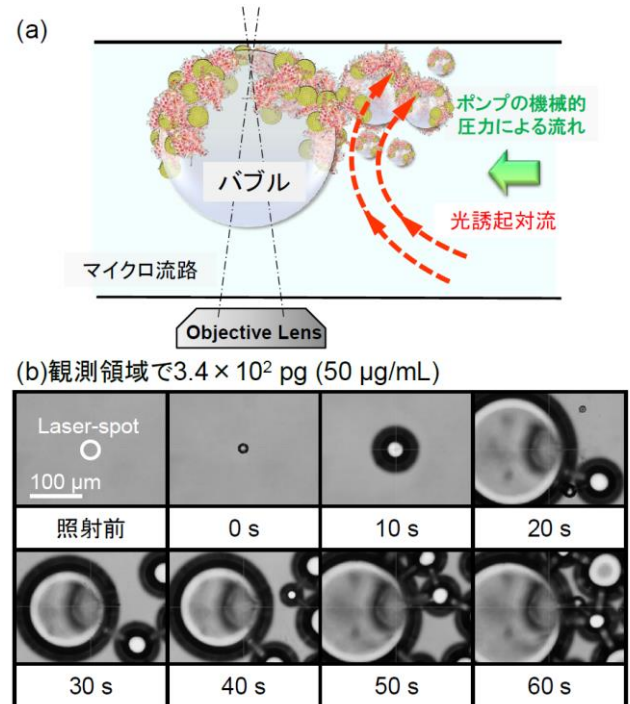 (a)
ポンプの機械的
圧力による流れ
バブル
光誘起対流
マイクロ流路
Objective Lens
(b)観測領域で3.4×10² pg (50 μg/mL)
Laser-spot
100 μm
照射前
0 s
10 s
20 s
30 s
40 s
50 s
60 s